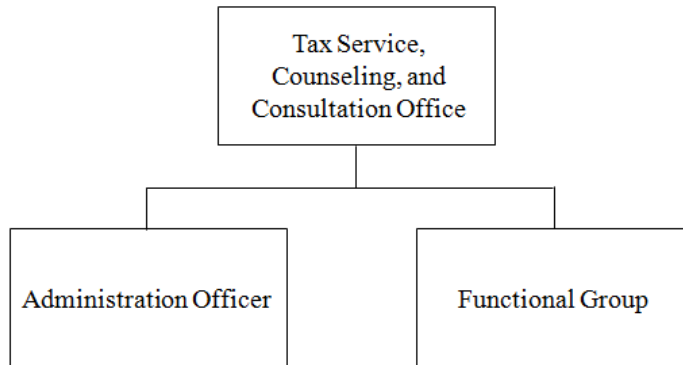 Tax Service,
Counseling, and
Consultation Office
Administration Officer
Functional Group